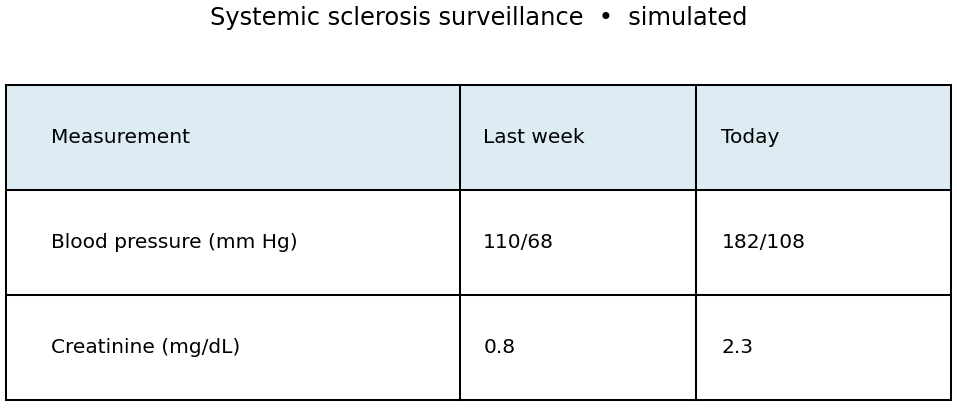 Systemic sclerosis surveillance • simulated
Measurement Last week Today
Blood pressure (mm Hg) 110/68 182/108
Creatinine (mg/dL) 0.8 2.3